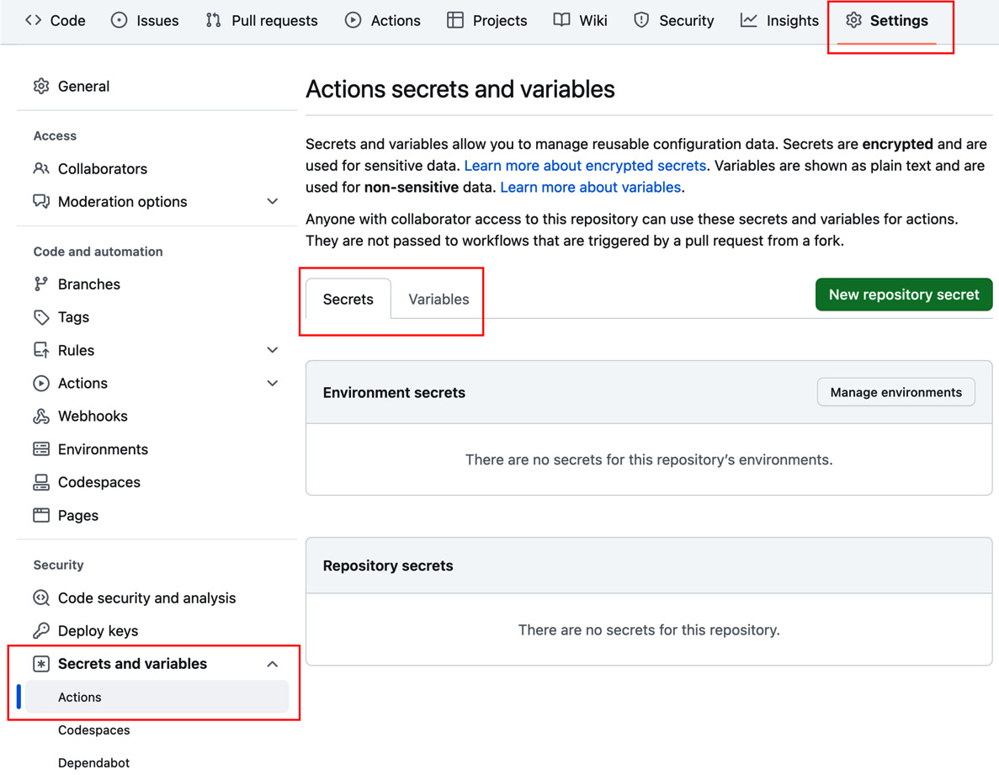 Code Issues Pull requests Actions Projects Wiki Security Insights Settings
General
Access
Collaborators
Moderation options
Code and automation
Branches
Tags
Rules
Actions
Webhooks
Environments
Codespaces
Pages
Security
Code security and analysis
Deploy keys
Secrets and variables
Actions
Codespaces
Dependabot
Actions secrets and variables
Secrets and variables allow you to manage reusable configuration data. Secrets are encrypted and are
used for sensitive data. Learn more about encrypted secrets. Variables are shown as plain text and are
used for non-sensitive data. Learn more about variables.
Anyone with collaborator access to this repository can use these secrets and variables for actions.
They are not passed to workflows that are triggered by a pull request from a fork.
Secrets Variables New repository secret
Environment secrets Manage environments
There are no secrets for this repository’s environments.
Repository secrets
There are no secrets for this repository.